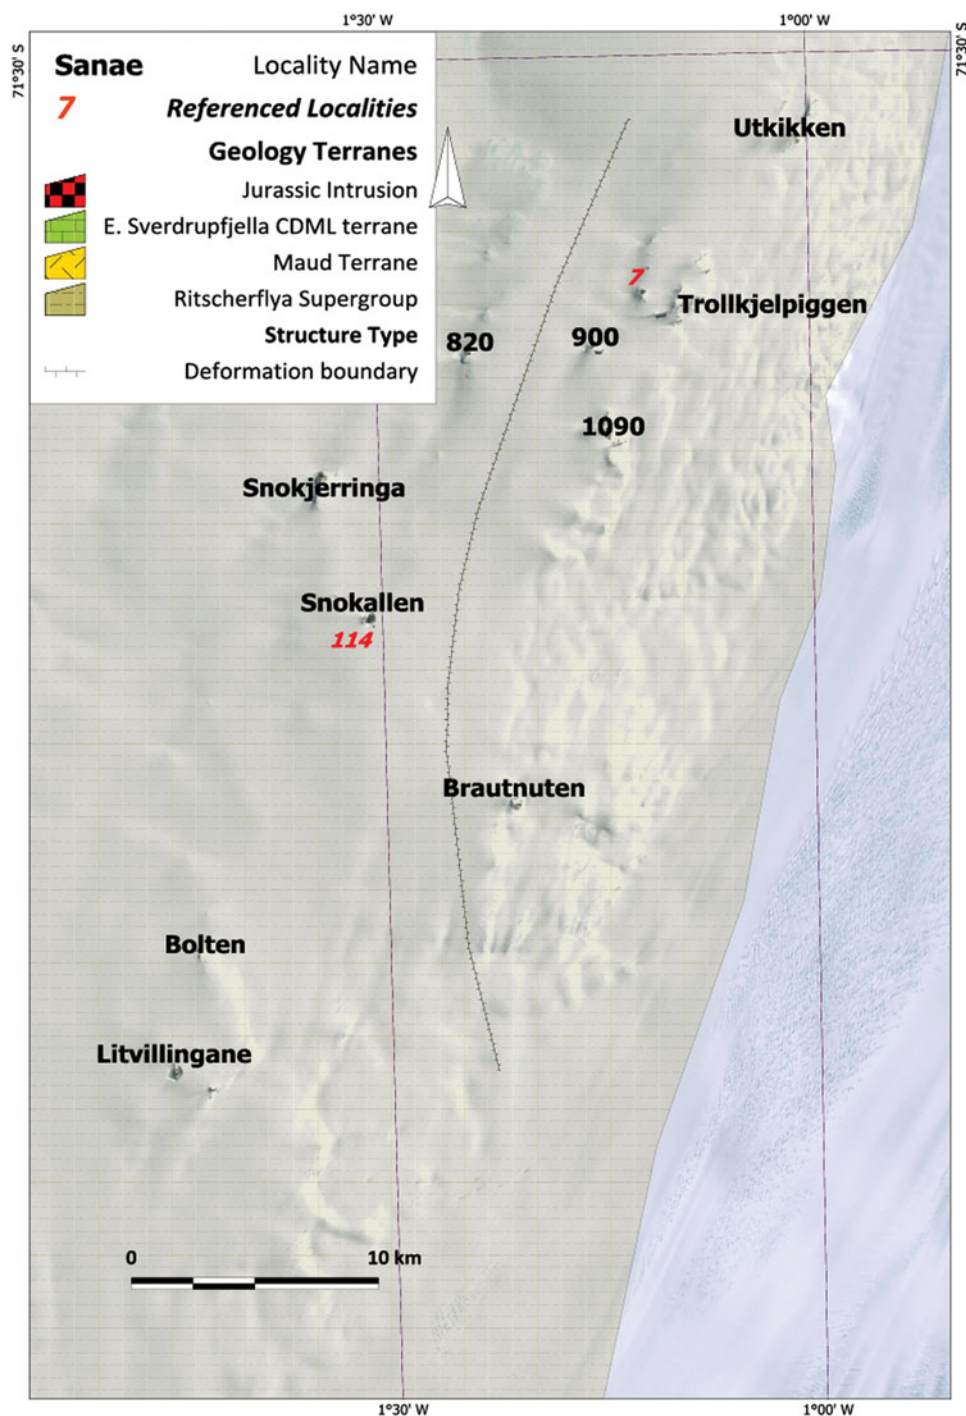 1°30' W 1°00' W
71°30' S 71°30' S
Sanae Locality Name
7 Referenced Localities
Geology Terranes
Jurassic Intrusion
E. Sverdrupfjella CDML terrane
Maud Terrane
Ritscherflya Supergroup
Structure Type
Deformation boundary
Utkikken
7
Trollkjelpiggen
820
900
1090
Snokjerringa
Snokallen
114
Brautnuten
Bolten
Litvillingane
0 10 km
1°30' W 1°00' W